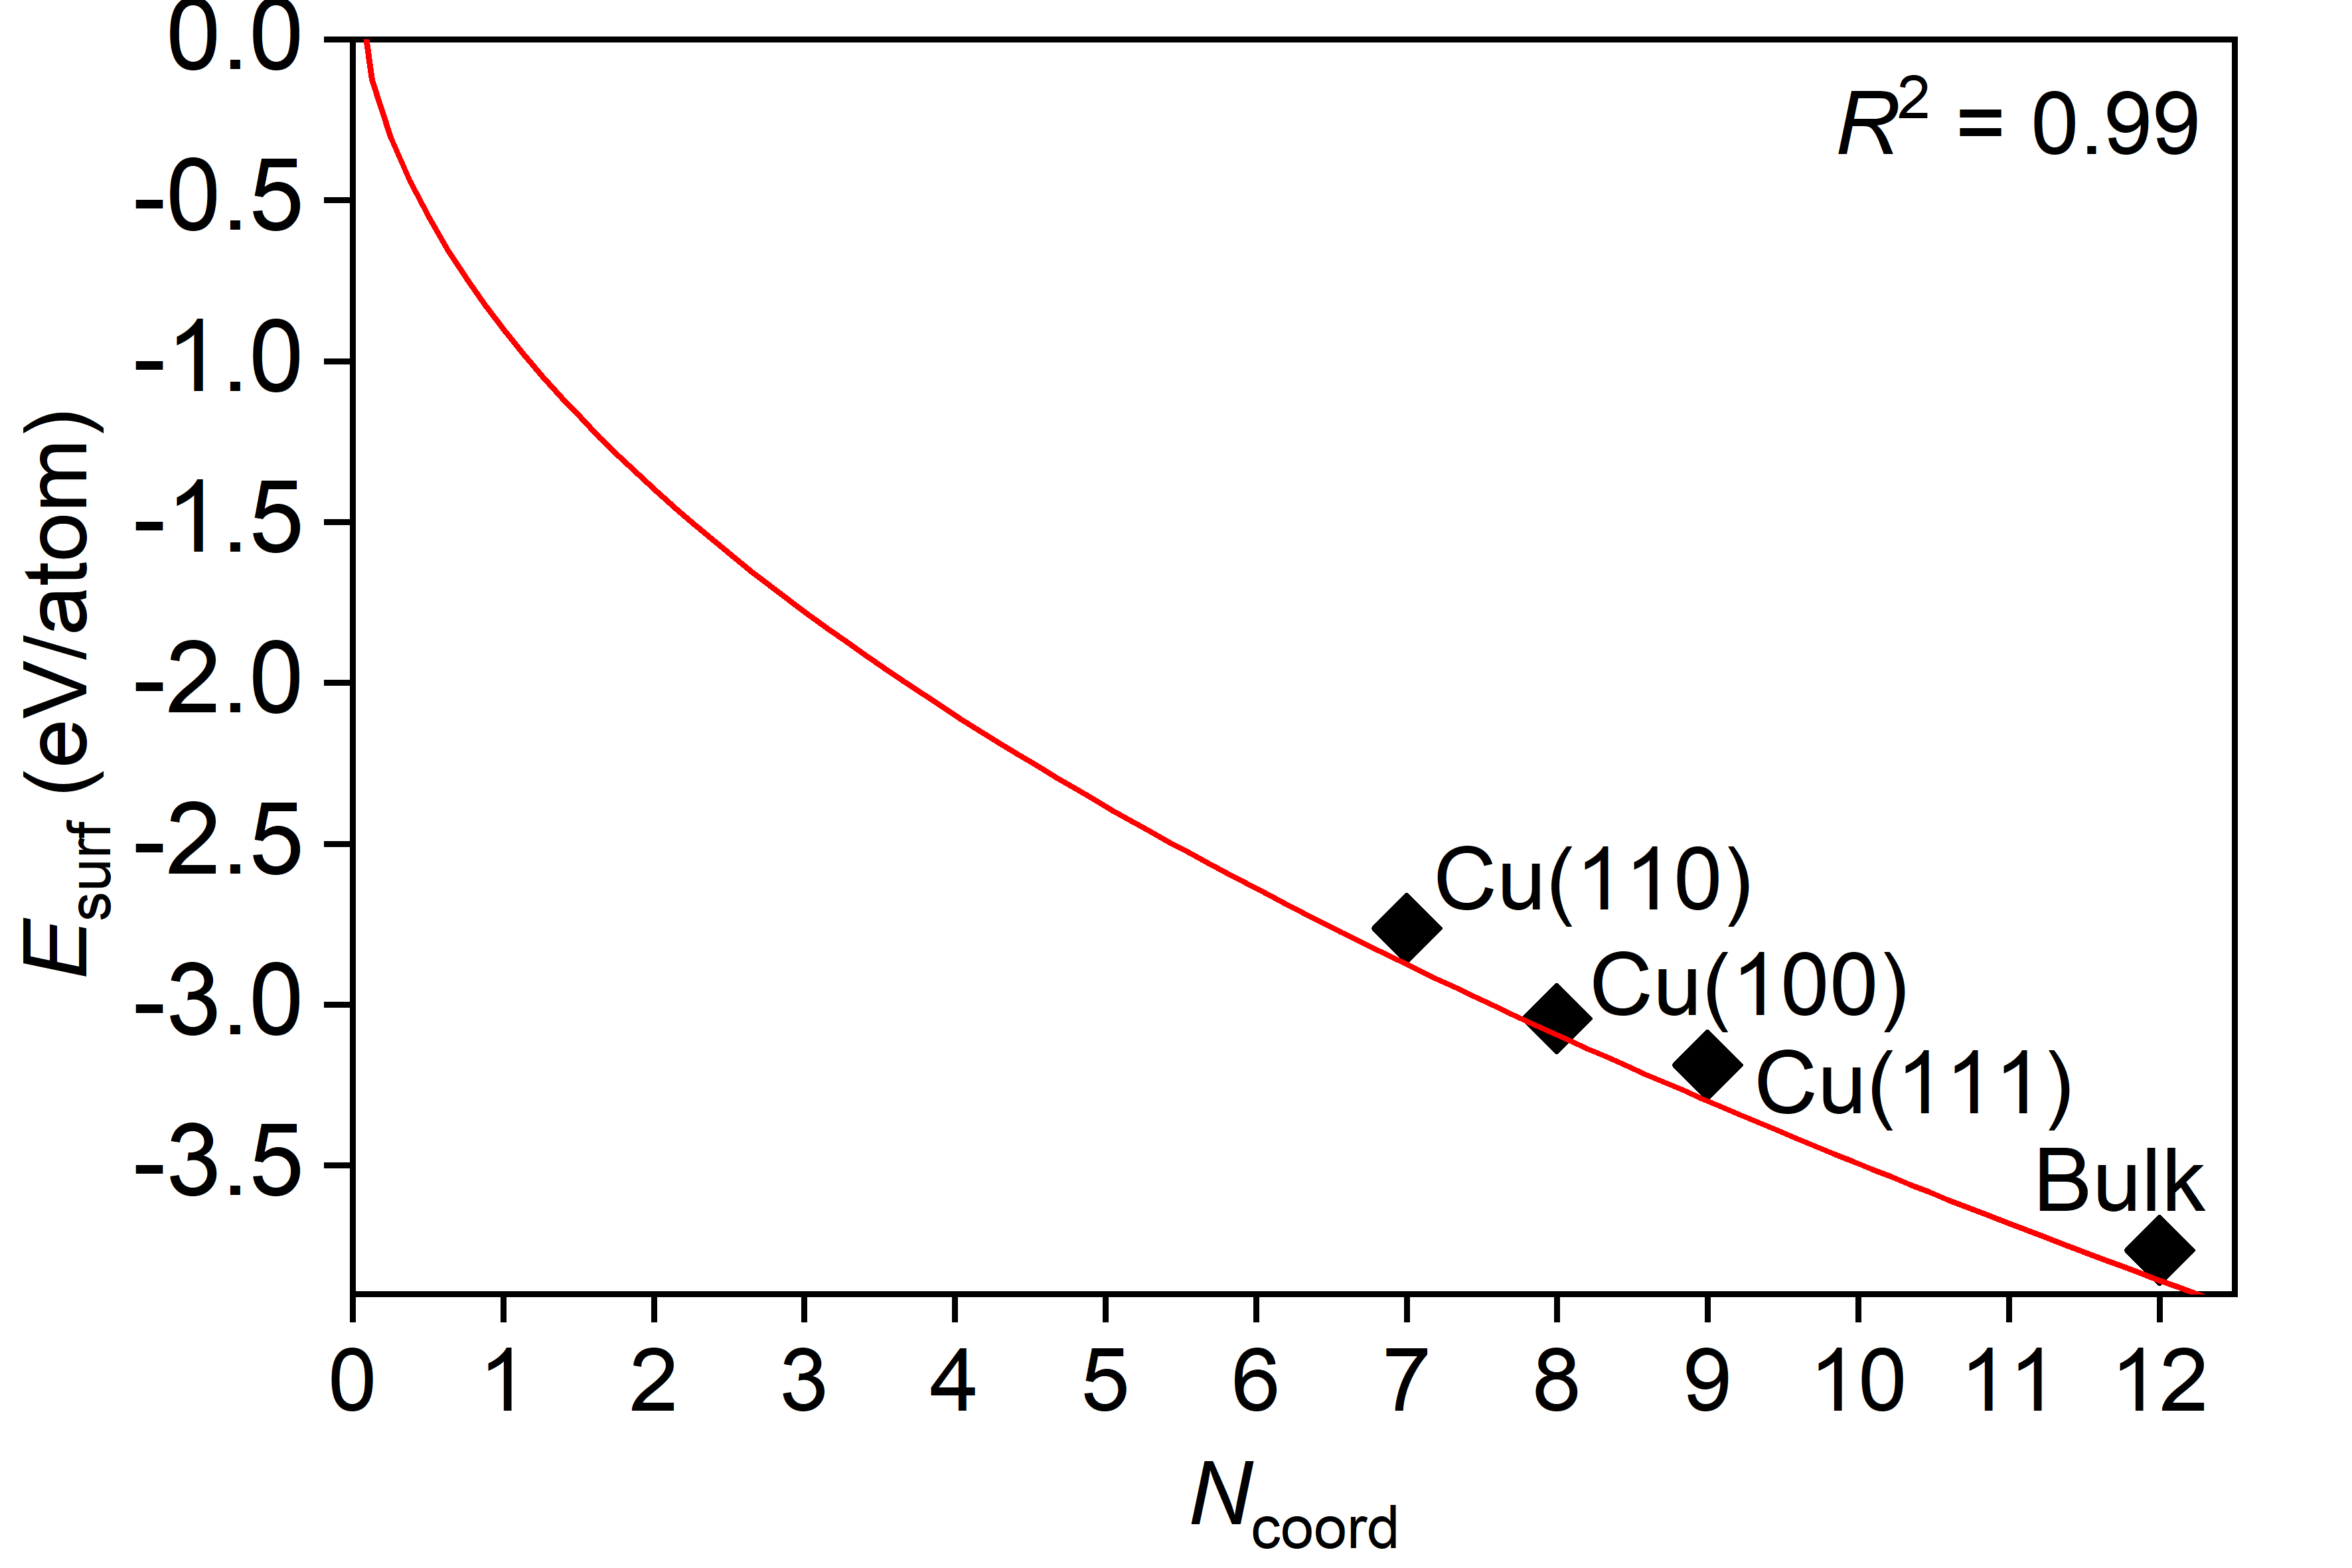 0.0
R² = 0.99
-0.5
-1.0
-1.5
-2.0
-2.5
-3.0
-3.5
E_surf (eV//atom)
Cu(110)
Cu(100)
Cu(111)
Bulk
0 1 2 3 4 5 6 7 8 9 10 11 12
N_coord